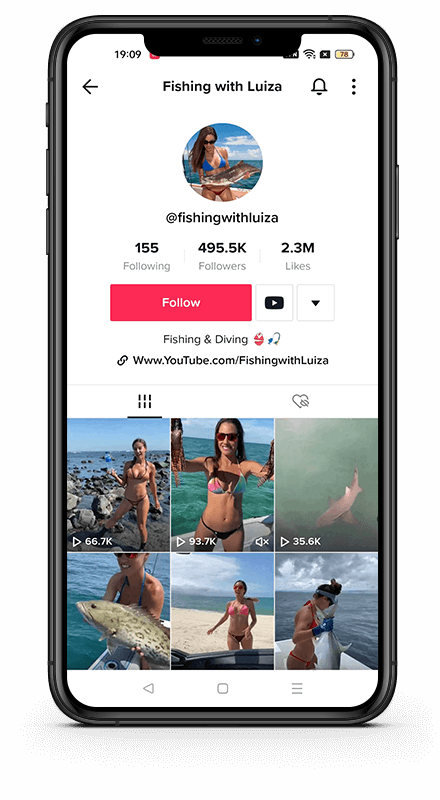 19:09
78
Fishing with Luiza
@fishingwithluiza
155 495.5K 2.3M
Following Followers Likes
Follow
Fishing & Diving
Www.YouTube.com/FishingwithLuiza
66.7K 93.7K 35.6K